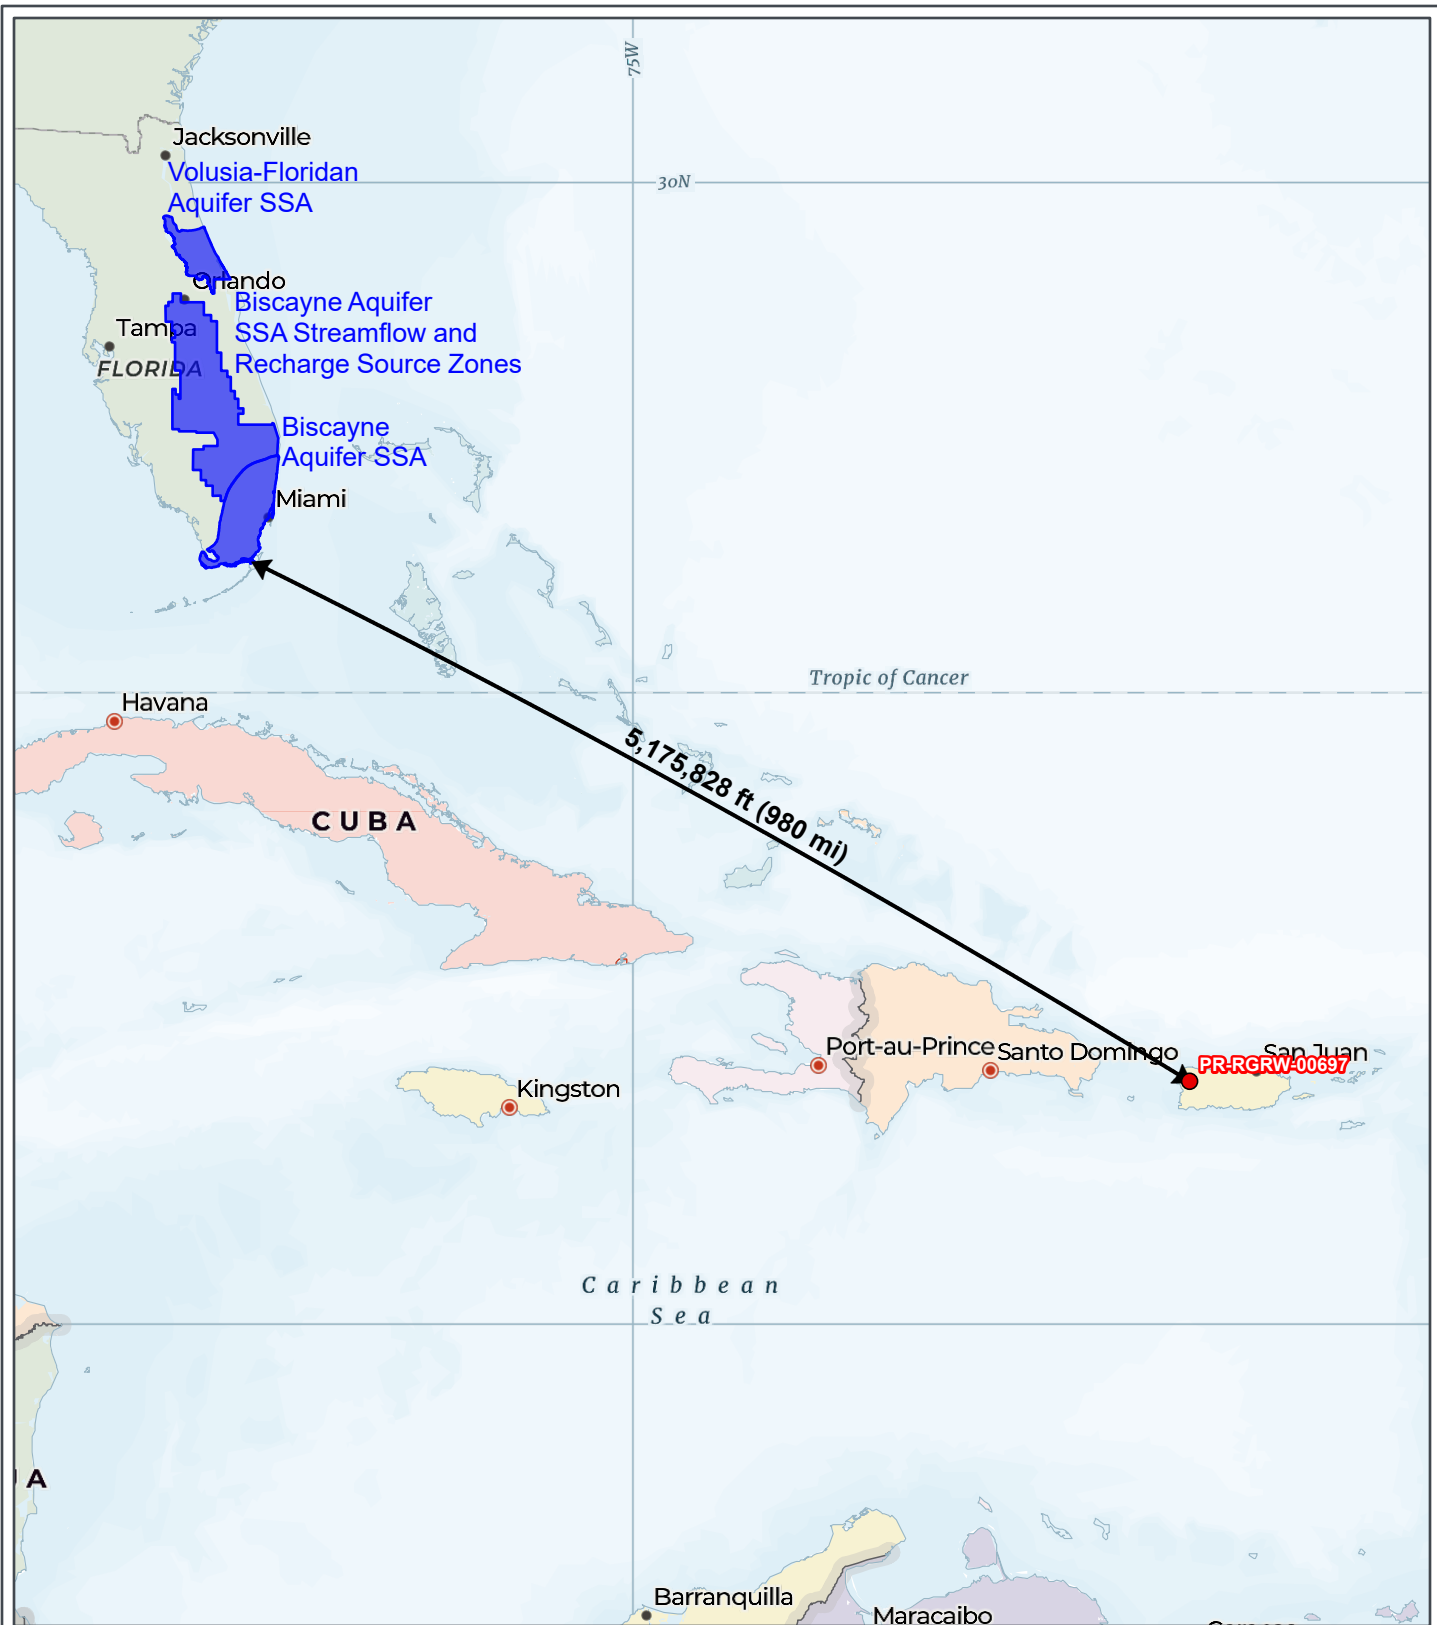 75W
Jacksonville
Volusia-Floridan
Aquifer SSA
30N
Orlando
Biscayne Aquifer
SSA Streamflow and
Recharge Source Zones
Tampa
FLORIDA
Biscayne
Aquifer SSA
Miami
Tropic of Cancer
Havana
5,175,828 ft (980 mi)
CUBA
Port-au-Prince
Santo Domingo
San Juan
PR-RGRW-00697
Kingston
Caribbean
Sea
A
Barranquilla
Maracaibo